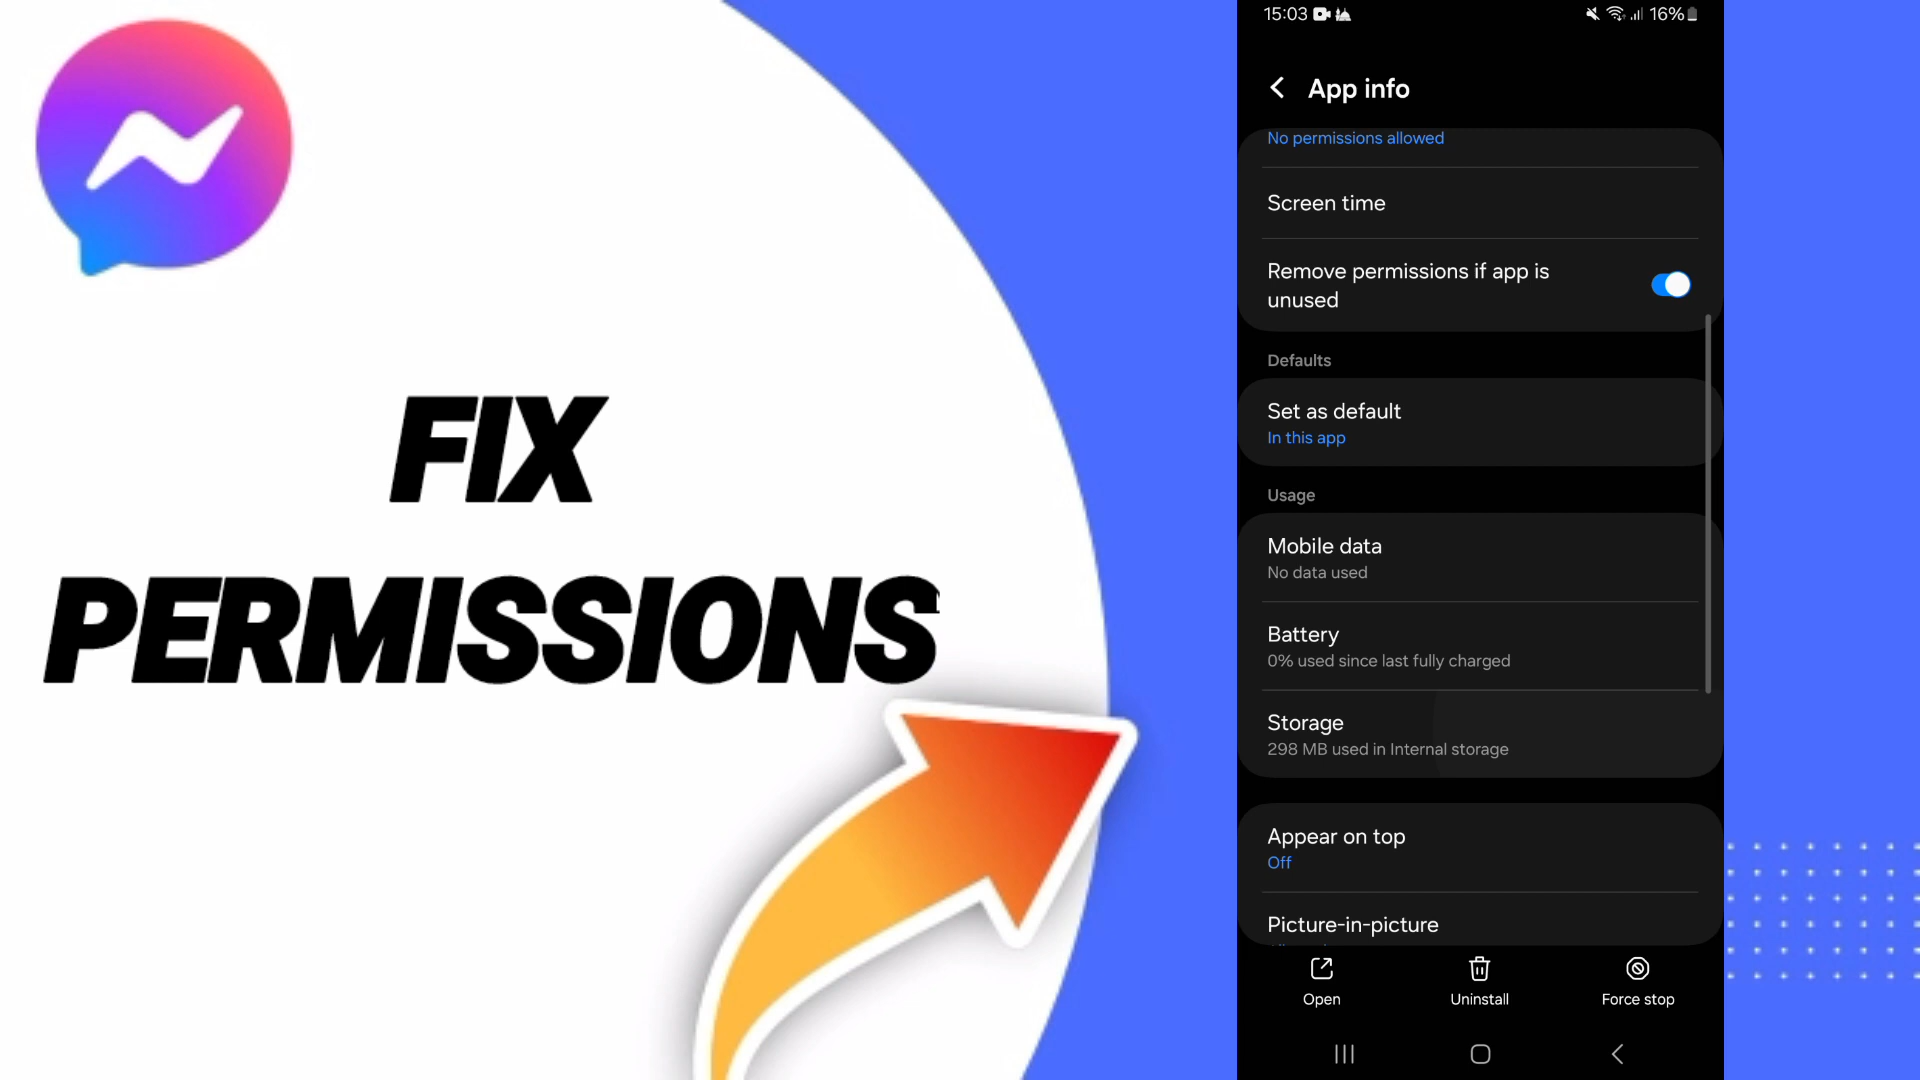 FIX
PERMISSIONS
15:03
16%
App info
No permissions allowed
Screen time
Remove permissions if app is
unused
Defaults
Set as default
In this app
Usage
Mobile data
No data used
Battery
0% used since last fully charged
Storage
298 MB used in Internal storage
Appear on top
Off
Picture-in-picture
Open
Uninstall
Force stop